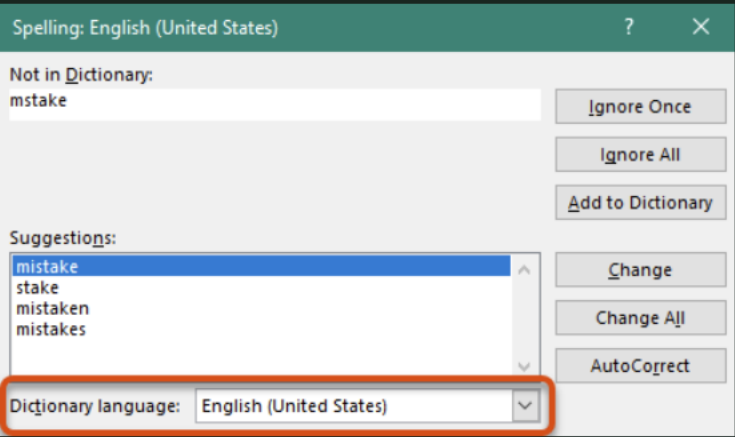 Spelling: English (United States) ?
Not in Dictionary:
mstake
Ignore Once
Ignore All
Add to Dictionary
Suggestions:
mistake
stake
mistaken
mistakes
Change
Change All
AutoCorrect
Dictionary language: English (United States)